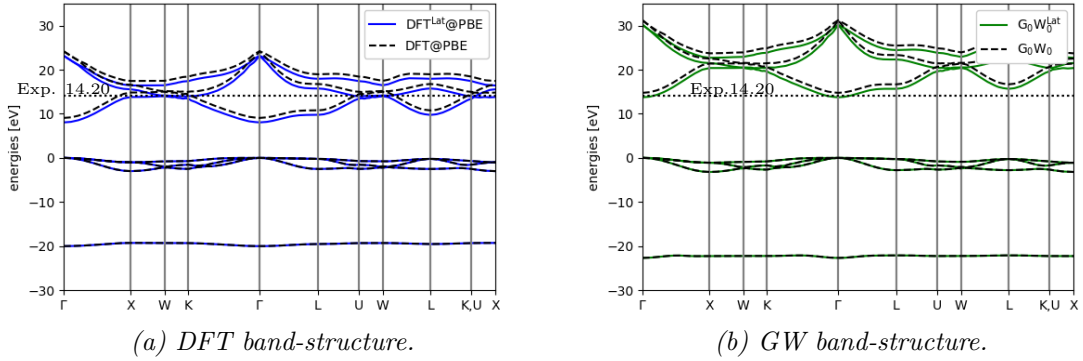 30
20
10
0
−10
−20
−30
energies [eV]
Exp. 14.20
DFT^Lat@PBE
DFT@PBE
Γ X W K Γ L U W L K,U X
(a) DFT band-structure.
30
20
10
0
−10
−20
−30
energies [eV]
Exp.14.20
G₀W₀^Lat
G₀W₀
Γ X W K Γ L U W L K,U X
(b) GW band-structure.